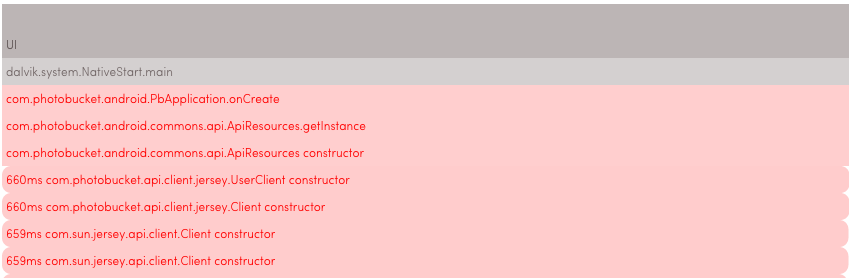 UI
dalvik.system.NativeStart.main
com.photobucket.android.PbApplication.onCreate
com.photobucket.android.commons.api.ApiResources.getInstance
com.photobucket.android.commons.api.ApiResources constructor
660ms com.photobucket.api.client.jersey.UserClient constructor
660ms com.photobucket.api.client.jersey.Client constructor
659ms com.sun.jersey.api.client.Client constructor
659ms com.sun.jersey.api.client.Client constructor